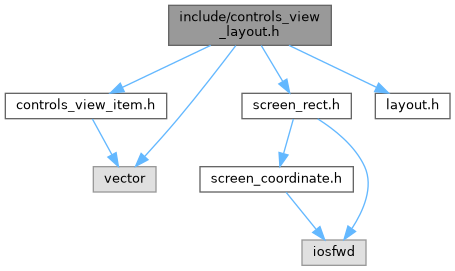 include/controls_view
_layout.h
controls_view_item.h
screen_rect.h
layout.h
vector
screen_coordinate.h
iosfwd